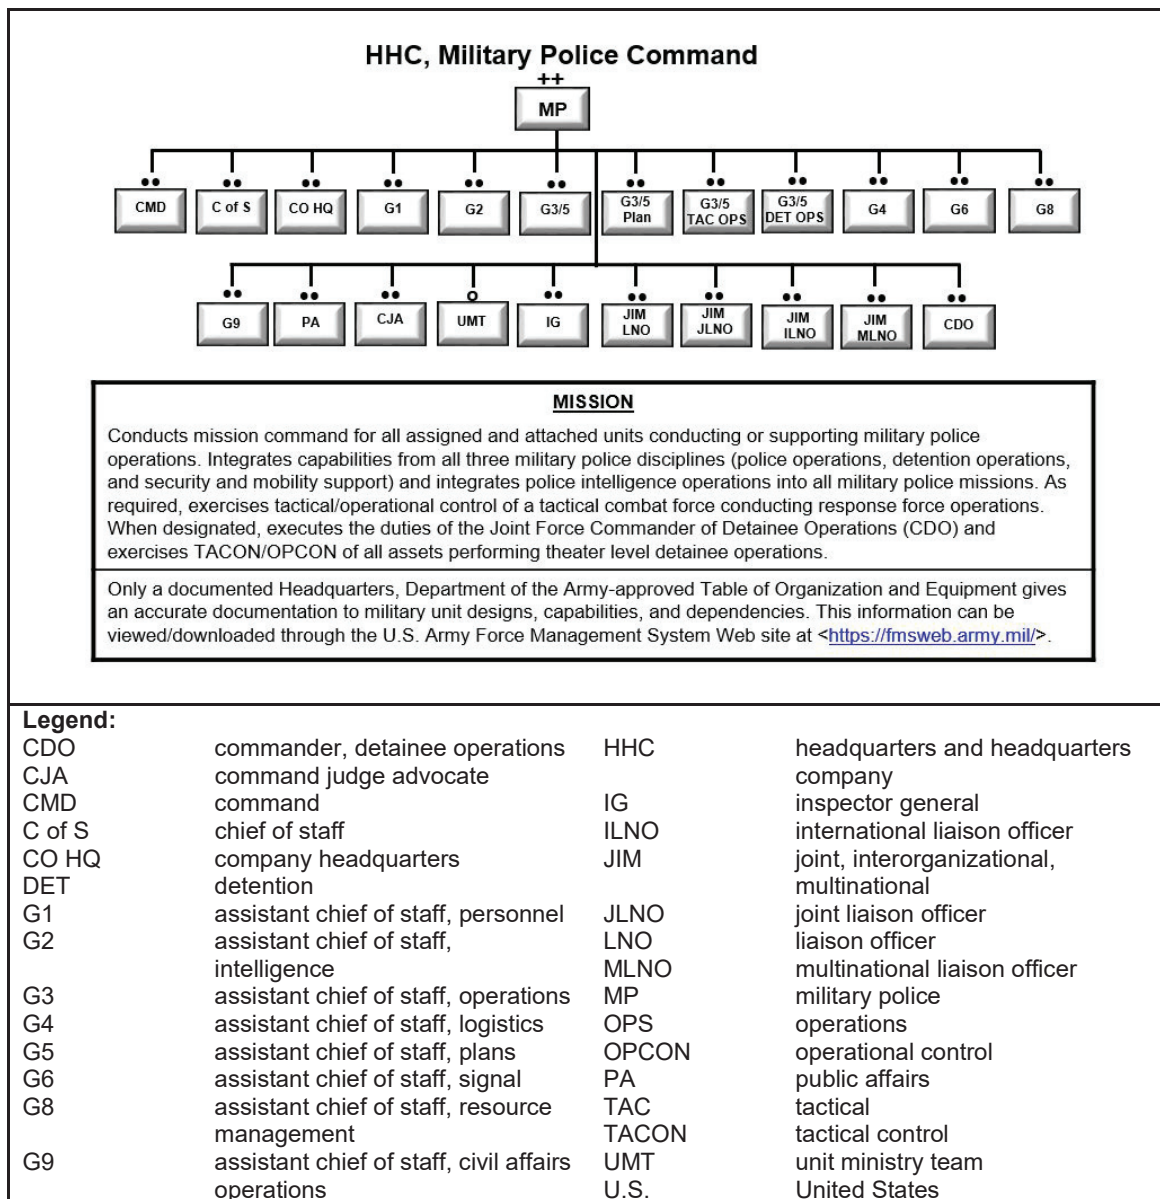 HHC, Military Police Command
++
MP
CMD
C of S
CO HQ
G1
G2
G3/5
G3/5
Plan
G3/5
TAC OPS
G3/5
DET OPS
G4
G6
G8
G9
PA
CJA
UMT
IG
JIM
LNO
JIM
JLNO
JIM
ILNO
JIM
MLNO
CDO
MISSION
Conducts mission command for all assigned and attached units conducting or supporting military police
operations. Integrates capabilities from all three military police disciplines (police operations, detention operations,
and security and mobility support) and integrates police intelligence operations into all military police missions. As
required, exercises tactical/operational control of a tactical combat force conducting response force operations.
When designated, executes the duties of the Joint Force Commander of Detainee Operations (CDO) and
exercises TACON/OPCON of all assets performing theater level detainee operations.
Only a documented Headquarters, Department of the Army-approved Table of Organization and Equipment gives
an accurate documentation to military unit designs, capabilities, and dependencies. This information can be
viewed/downloaded through the U.S. Army Force Management System Web site at <https://fmsweb.army.mil/>.
Legend:
CDO commander, detainee operations
CJA command judge advocate
CMD command
C of S chief of staff
CO HQ company headquarters
DET detention
G1 assistant chief of staff, personnel
G2 assistant chief of staff,
intelligence
G3 assistant chief of staff, operations
G4 assistant chief of staff, logistics
G5 assistant chief of staff, plans
G6 assistant chief of staff, signal
G8 assistant chief of staff, resource
management
G9 assistant chief of staff, civil affairs
operations
HHC headquarters and headquarters
company
IG inspector general
ILNO international liaison officer
JIM joint, interorganizational,
multinational
JLNO joint liaison officer
LNO liaison officer
MLNO multinational liaison officer
MP military police
OPS operations
OPCON operational control
PA public affairs
TAC tactical
TACON tactical control
UMT unit ministry team
U.S. United States